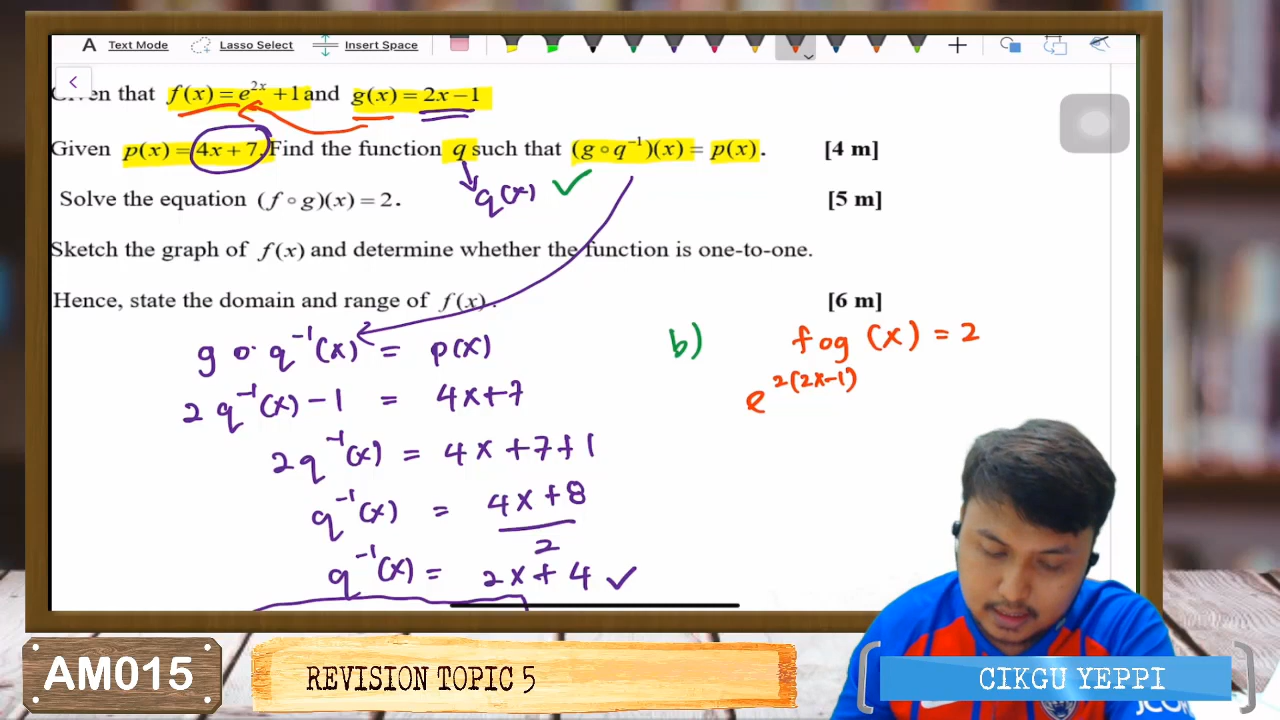 A Text Mode Lasso Select Insert Space
en that f(x) = e^{2x} + 1 and g(x) = 2x − 1
Given p(x) = 4x + 7. Find the function q such that (g ∘ q⁻¹)(x) = p(x). [4 m]
q(x) ✓
Solve the equation (f ∘ g)(x) = 2. [5 m]
Sketch the graph of f(x) and determine whether the function is one-to-one.
Hence, state the domain and range of f(x). [6 m]
g o q⁻¹(x) = p(x)
2q⁻¹(x) − 1 = 4x + 7
2q⁻¹(x) = 4x + 7 + 1
q⁻¹(x) = 4x + 8
2
q⁻¹(x) = 2x + 4 ✓
b) fog (x) = 2
e^{2(2x−1)}
AM015
REVISION TOPIC 5
CIKGU YEPPI